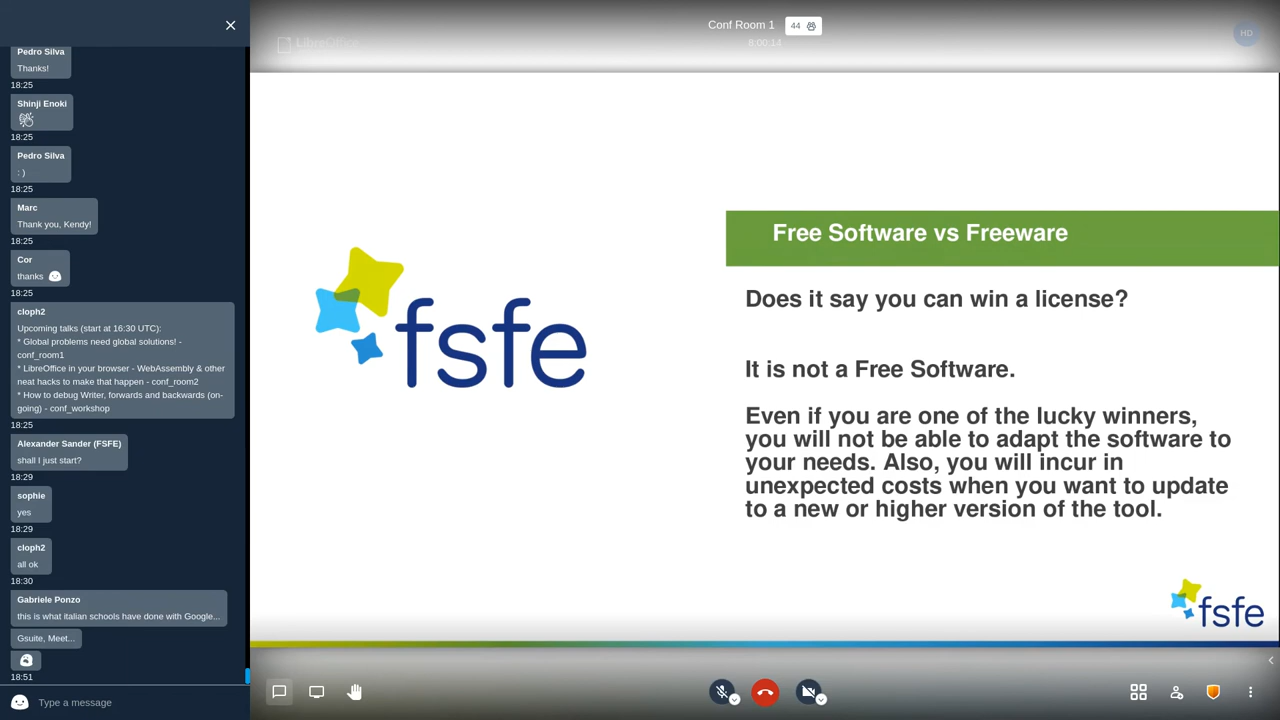 Pedro Silva
Thanks!
18:25
Shinji Enoki
18:25
Pedro Silva
: )
18:25
Marc
Thank you, Kendy!
18:25
Cor
thanks
18:25
cloph2
Upcoming talks (start at 16:30 UTC):
* Global problems need global solutions! -
conf_room1
* LibreOffice in your browser - WebAssembly & other
neat hacks to make that happen - conf_room2
* How to debug Writer, forwards and backwards (on-
going) - conf_workshop
18:25
Alexander Sander (FSFE)
shall I just start?
18:29
sophie
yes
18:29
cloph2
all ok
18:30
Gabriele Ponzo
this is what italian schools have done with Google...
Gsuite, Meet...
18:51
Type a message
LibreOffice
Conf Room 1
44
8:00:14
HD
fsfe
Free Software vs Freeware
Does it say you can win a license?
It is not a Free Software.
Even if you are one of the lucky winners,
you will not be able to adapt the software to
your needs. Also, you will incur in
unexpected costs when you want to update
to a new or higher version of the tool.
fsfe